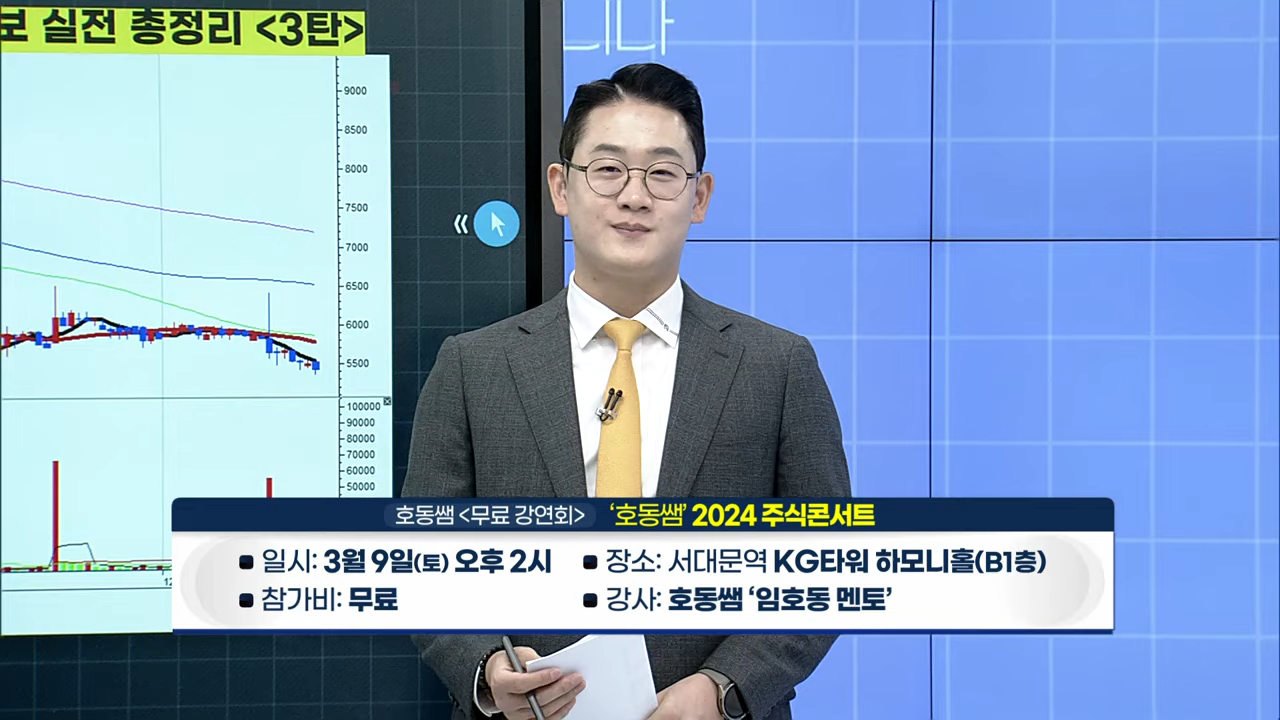 보 실전 총정리 <3탄>
9000
8500
8000
7500
7000
6500
6000
5500
100000
90000
80000
70000
60000
50000
호동쌤 <무료 강연회> '호동쌤' 2024 주식콘서트
일시: 3월 9일(토) 오후 2시
장소: 서대문역 KG타워 하모니홀(B1층)
참가비: 무료
강사: 호동쌤 '임호동 멘토'